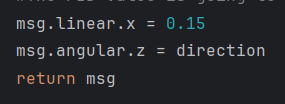 msg.linear.x = 0.15
msg.angular.z = direction
return msg